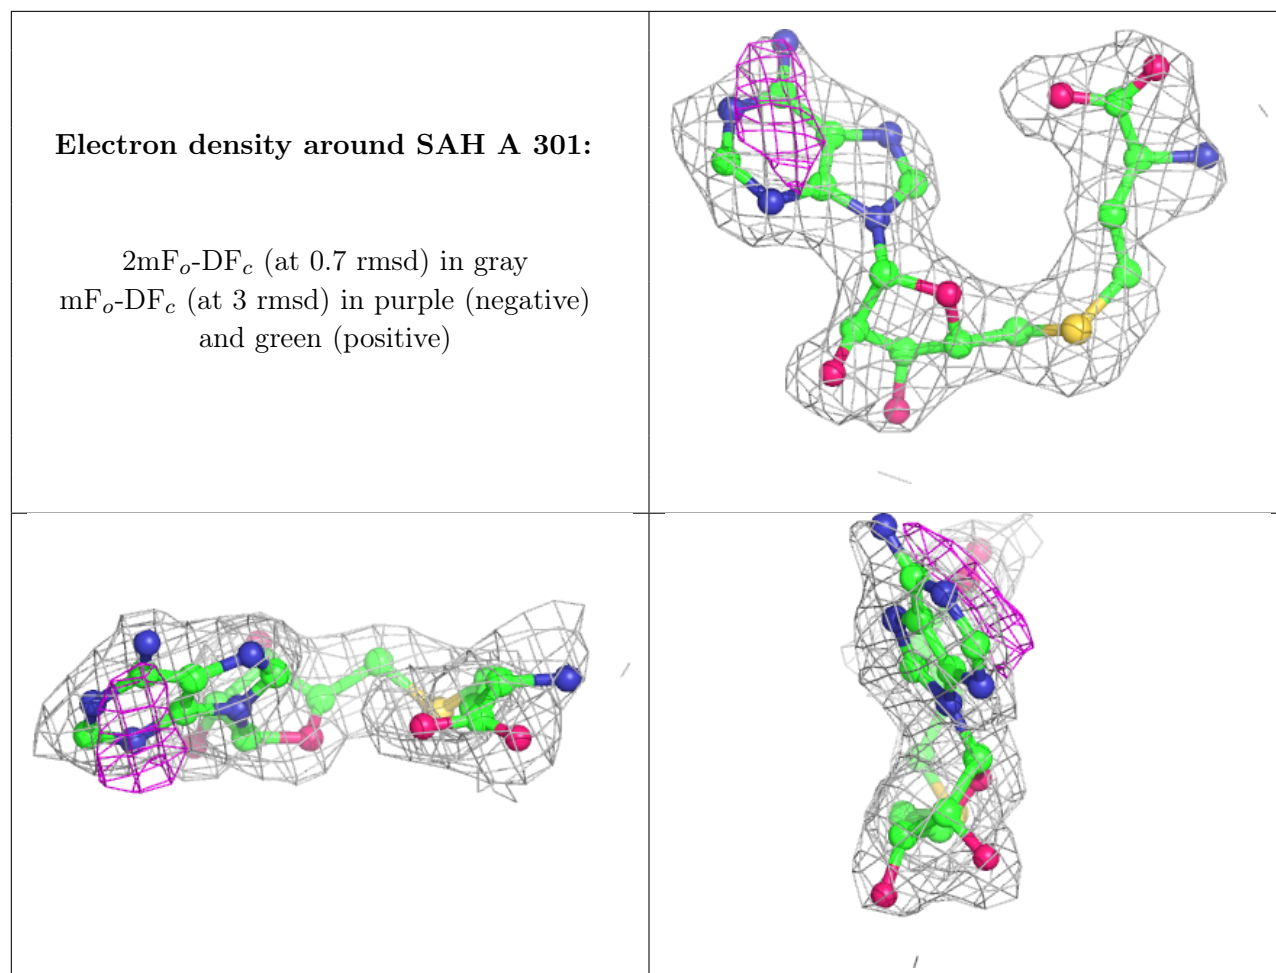 Electron density around SAH A 301:
2mFo-DFc (at 0.7 rmsd) in gray
mFo-DFc (at 3 rmsd) in purple (negative)
and green (positive)